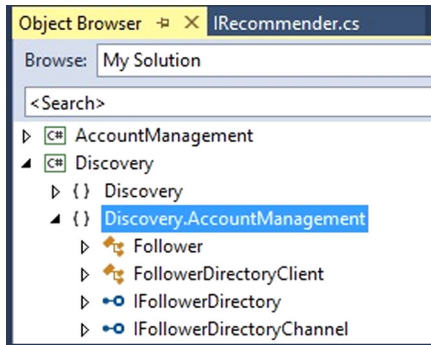 Object Browser IRecommender.cs
Browse: My Solution
<Search>
C# AccountManagement
C# Discovery
{} Discovery
{} Discovery.AccountManagement
Follower
FollowerDirectoryClient
IFollowerDirectory
IFollowerDirectoryChannel